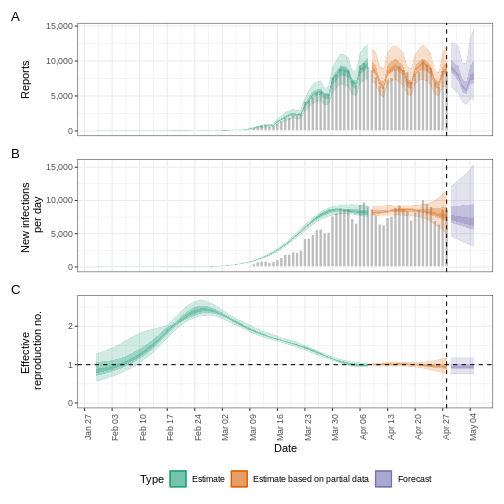 A
15,000
10,000
5,000
0
Reports
B
15,000
10,000
5,000
0
New infections
per day
C
2
1
0
Effective
reproduction no.
Jan 27
Feb 03
Feb 10
Feb 17
Feb 24
Mar 02
Mar 09
Mar 16
Mar 23
Mar 30
Apr 06
Apr 13
Apr 20
Apr 27
May 04
Date
Type Estimate Estimate based on partial data Forecast